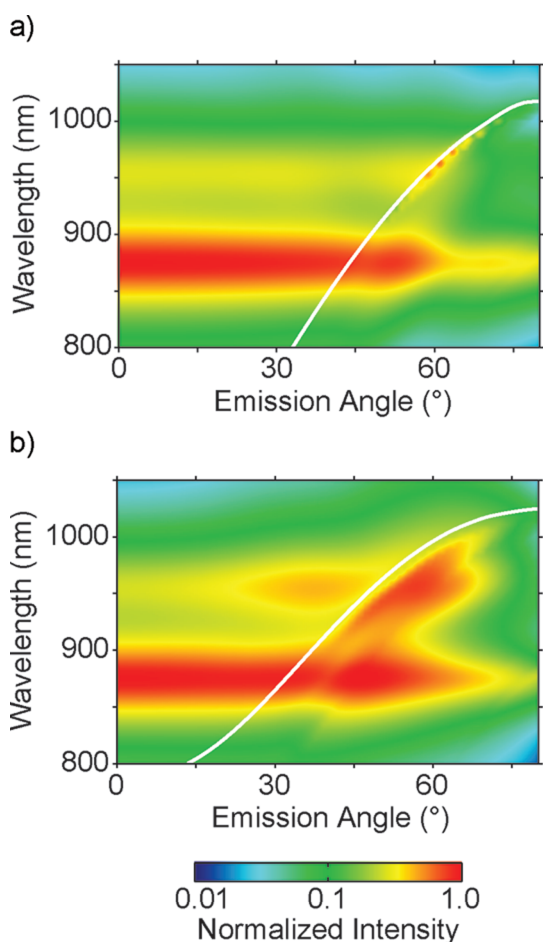 a)
1000
900
800
Wavelength (nm)
0 30 60
Emission Angle (°)
b)
1000
900
800
Wavelength (nm)
0 30 60
Emission Angle (°)
0.01 0.1 1.0
Normalized Intensity